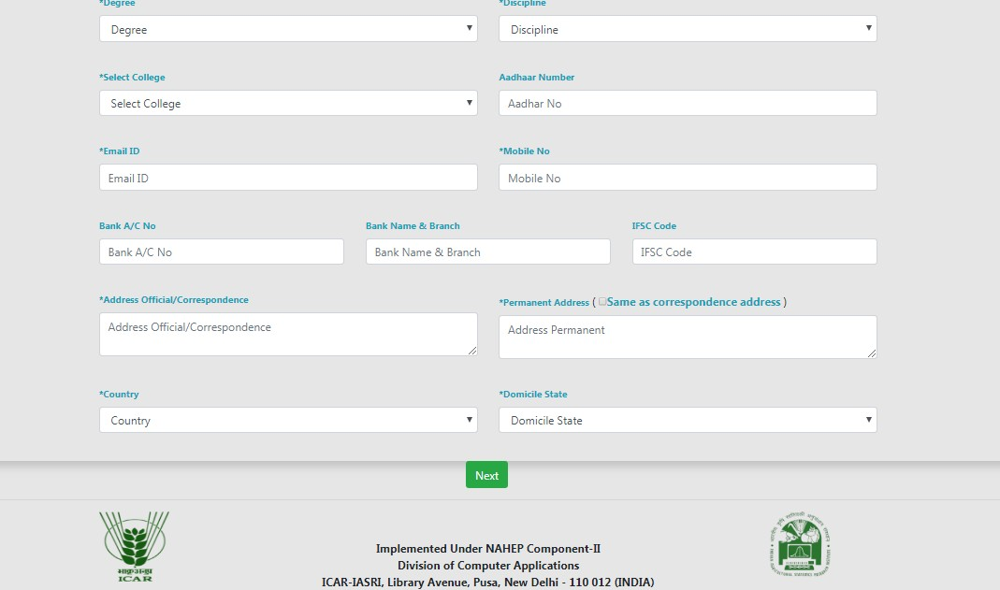 *Degree *Discipline
Degree Discipline
*Select College Aadhaar Number
Select College Aadhar No
*Email ID *Mobile No
Email ID Mobile No
Bank A/C No Bank Name & Branch IFSC Code
Bank A/C No Bank Name & Branch IFSC Code
*Address Official/Correspondence *Permanent Address ( Same as correspondence address )
Address Official/Correspondence Address Permanent
*Country *Domicile State
Country Domicile State
Next
भाकृअनुप
ICAR
Implemented Under NAHEP Component-II
Division of Computer Applications
ICAR-IASRI, Library Avenue, Pusa, New Delhi - 110 012 (INDIA)